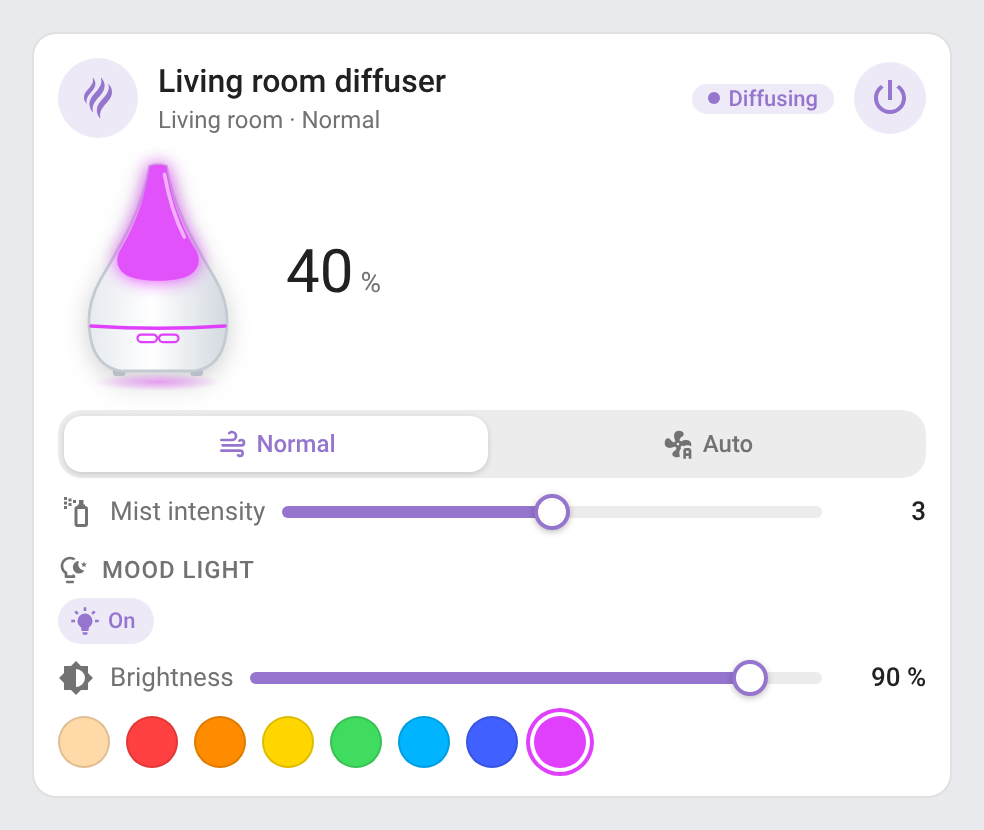 Living room diffuser
Living room · Normal
Diffusing
40 %
Normal
Auto
Mist intensity
3
MOOD LIGHT
On
Brightness
90 %